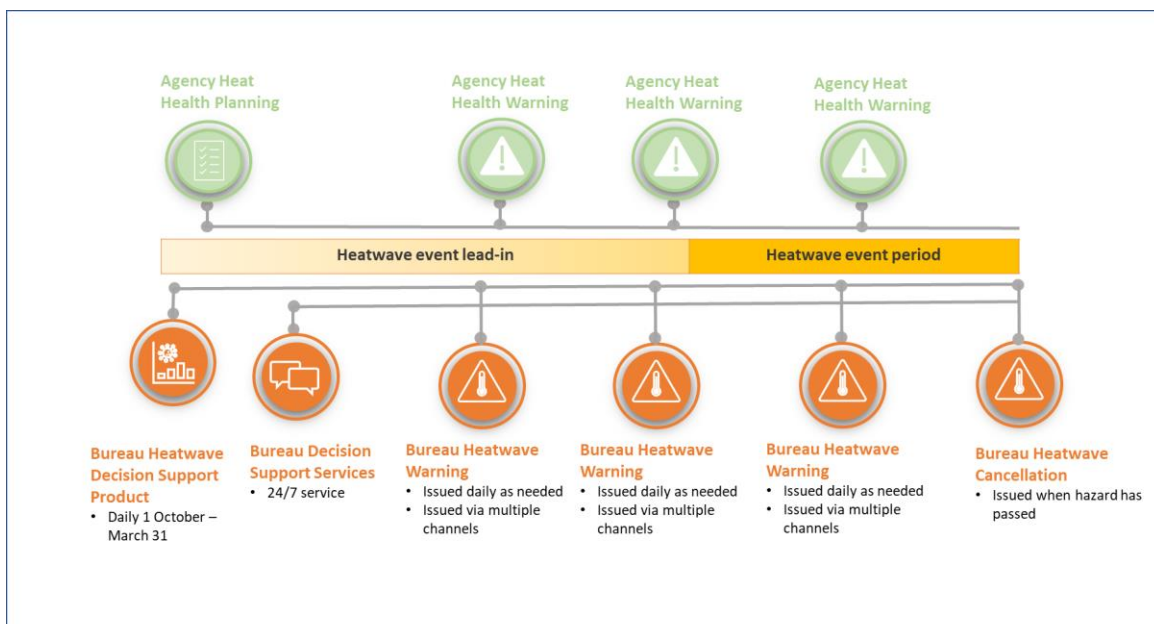 Agency Heat
Health Planning
Agency Heat
Health Warning
Agency Heat
Health Warning
Agency Heat
Health Warning
Heatwave event lead-in
Heatwave event period
Bureau Heatwave
Decision Support
Product
• Daily 1 October –
March 31
Bureau Decision
Support Services
• 24/7 service
Bureau Heatwave
Warning
• Issued daily as needed
• Issued via multiple
channels
Bureau Heatwave
Warning
• Issued daily as needed
• Issued via multiple
channels
Bureau Heatwave
Warning
• Issued daily as needed
• Issued via multiple
channels
Bureau Heatwave
Cancellation
• Issued when hazard has
passed